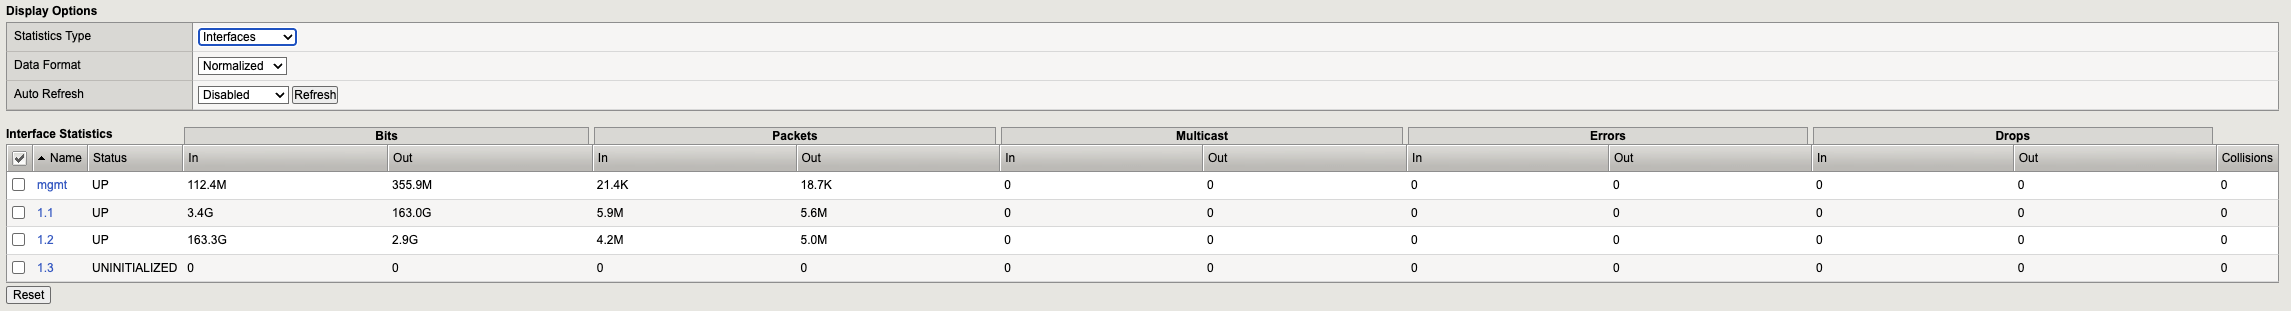 Display Options
Statistics Type Interfaces
Data Format Normalized
Auto Refresh Disabled Refresh
Interface Statistics Bits Packets Multicast Errors Drops
Name Status In Out In Out In Out In Out In Out Collisions
mgmt UP 112.4M 355.9M 21.4K 18.7K 0 0 0 0 0 0 0
1.1 UP 3.4G 163.0G 5.9M 5.6M 0 0 0 0 0 0 0
1.2 UP 163.3G 2.9G 4.2M 5.0M 0 0 0 0 0 0 0
1.3 UNINITIALIZED 0 0 0 0 0 0 0 0 0 0 0
Reset